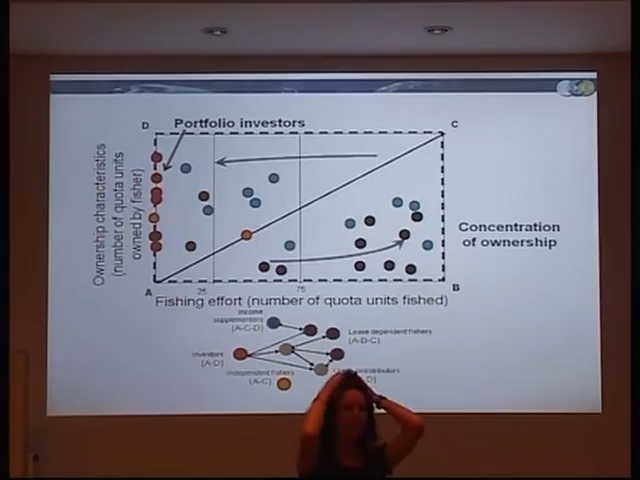 D
Portfolio investors
C
Ownership characteristics
(number of quota units
owned by fisher)
Concentration
of ownership
A
25
75
B
Fishing effort (number of quota units fished)
Income
supplementers
(A-C-D)
Lease dependent fishers
(A-B-C)
Investors
(A-D)
Independent fishers
(A-C)
D)